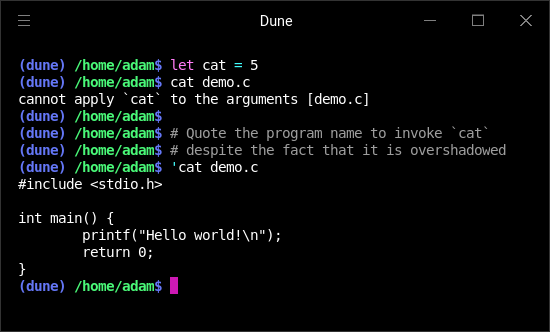 Dune
(dune) /home/adam$ let cat = 5
(dune) /home/adam$ cat demo.c
cannot apply `cat` to the arguments [demo.c]
(dune) /home/adam$
(dune) /home/adam$ # Quote the program name to invoke `cat`
(dune) /home/adam$ # despite the fact that it is overshadowed
(dune) /home/adam$ 'cat demo.c
#include <stdio.h>

int main() {
        printf("Hello world!\n");
        return 0;
}
(dune) /home/adam$